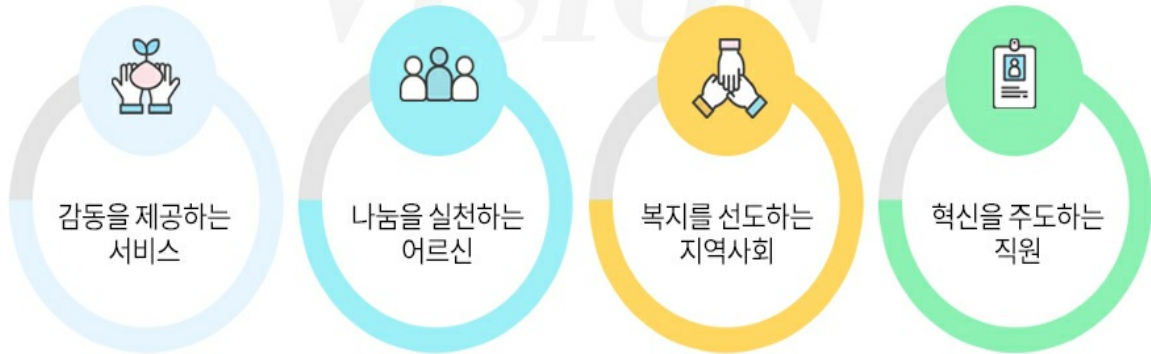 VISION
감동을 제공하는
서비스
나눔을 실천하는
어르신
복지를 선도하는
지역사회
혁신을 주도하는
직원